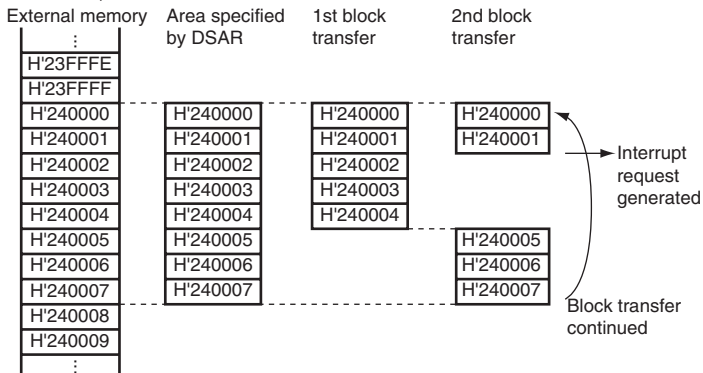 External memory
Area specified
by DSAR
1st block
transfer
2nd block
transfer
⋮
H'23FFFE
H'23FFFF
H'240000
H'240001
H'240002
H'240003
H'240004
H'240005
H'240006
H'240007
H'240008
H'240009
⋮
H'240000
H'240001
H'240002
H'240003
H'240004
H'240005
H'240006
H'240007
H'240000
H'240001
H'240002
H'240003
H'240004
H'240000
H'240001
H'240005
H'240006
H'240007
Interrupt
request
generated
Block transfer
continued